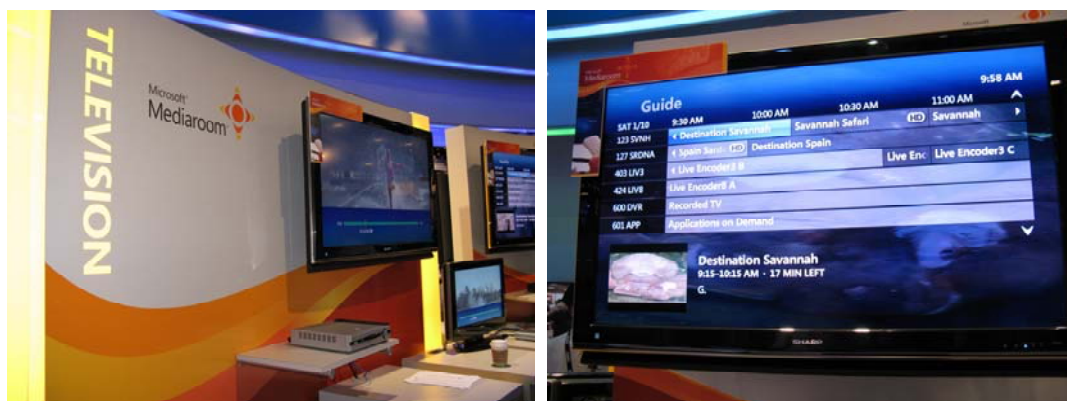 TELEVISION
Microsoft®
Mediaroom
Microsoft
Mediaroom
9:58 AM
Guide
SAT 1/10 9:30 AM 10:00 AM 10:30 AM 11:00 AM
123 SVNH Destination Savannah Savannah Safari HD Savannah
127 SRDNA Spain HD Destination Spain
403 LIV3 Live Encoder3 B Live Enc Live Encoder3 C
424 LIV8 Live Encoder8 A
600 DVR Recorded TV
601 APP Applications on Demand
Destination Savannah
9:15-10:15 AM · 17 MIN LEFT
G.
SHARP